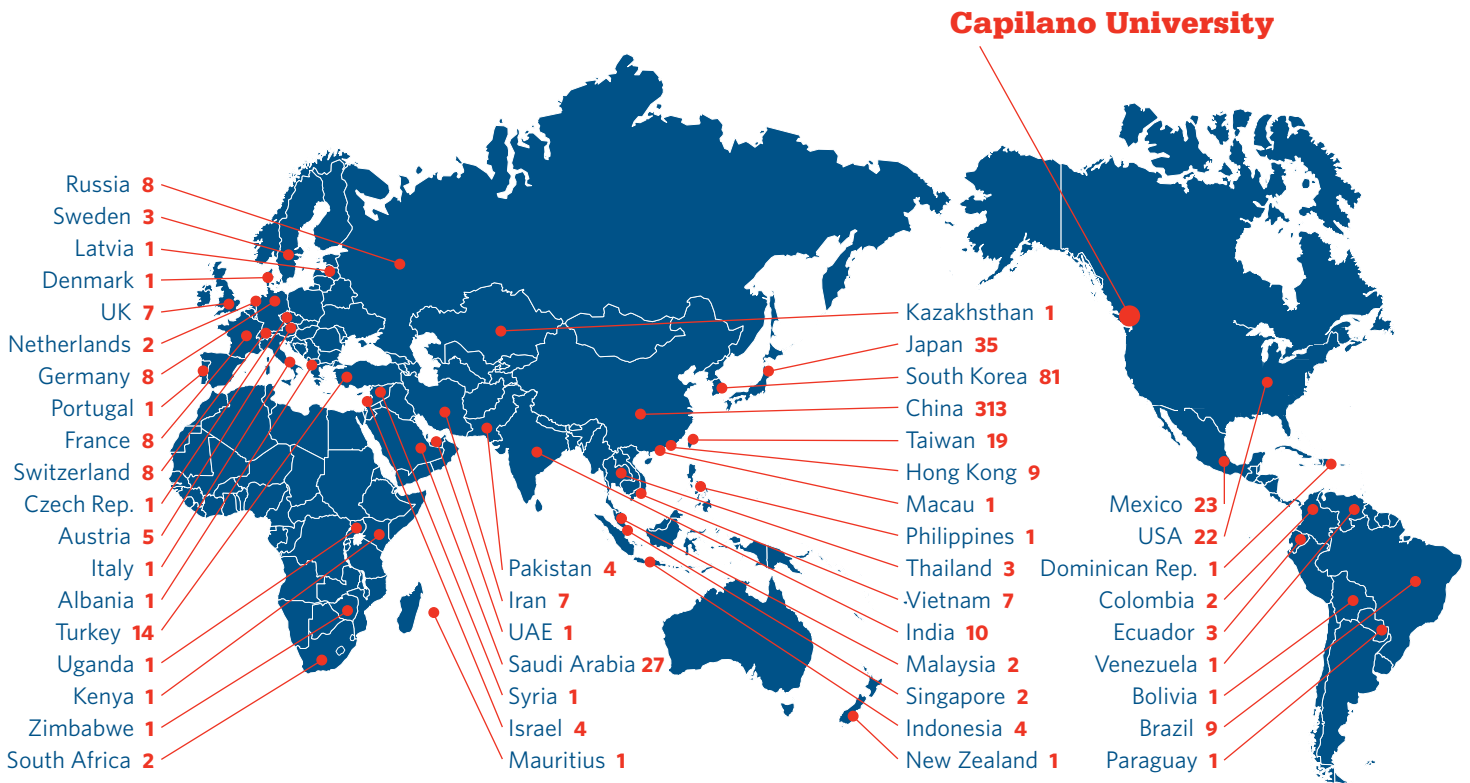 Capilano University
Russia 8
Sweden 3
Latvia 1
Denmark 1
UK 7
Netherlands 2
Germany 8
Portugal 1
France 8
Switzerland 8
Czech Rep. 1
Austria 5
Italy 1
Albania 1
Turkey 14
Uganda 1
Kenya 1
Zimbabwe 1
South Africa 2
Pakistan 4
Iran 7
UAE 1
Saudi Arabia 27
Syria 1
Israel 4
Mauritius 1
Kazakhsthan 1
Japan 35
South Korea 81
China 313
Taiwan 19
Hong Kong 9
Macau 1
Philippines 1
Thailand 3
Vietnam 7
India 10
Malaysia 2
Singapore 2
Indonesia 4
New Zealand 1
Mexico 23
USA 22
Dominican Rep. 1
Colombia 2
Ecuador 3
Venezuela 1
Bolivia 1
Brazil 9
Paraguay 1